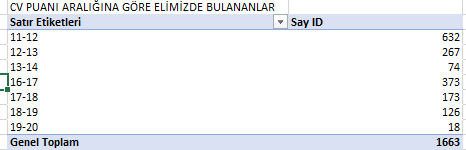 CV PUANI ARALIĞINA GÖRE ELİMİZDE BULANANLAR
Satır Etiketleri Say ID
11-12 632
12-13 267
13-14 74
16-17 373
17-18 173
18-19 126
19-20 18
Genel Toplam 1663